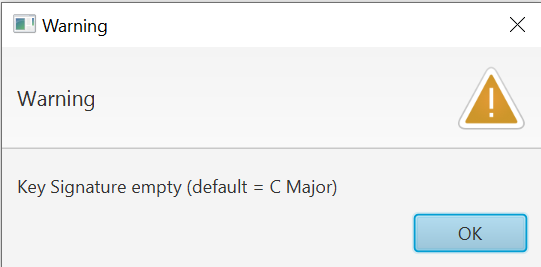 Warning
Warning
Key Signature empty (default = C Major)
OK